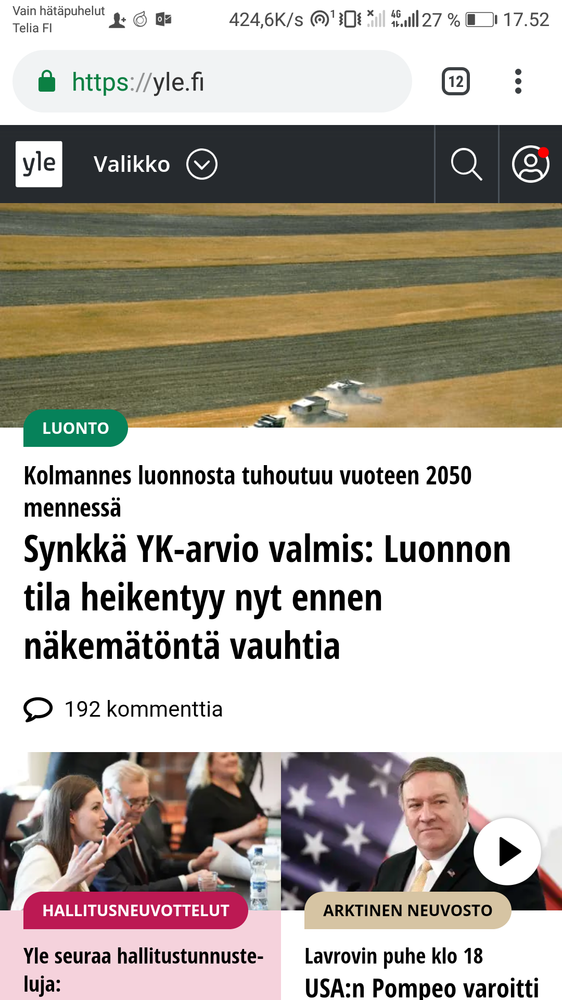 Vain hätäpuhelut
Telia FI
424,6K/s 1 4G 27 % 17.52
https://yle.fi 12
yle Valikko
LUONTO
Kolmannes luonnosta tuhoutuu vuoteen 2050
mennessä
Synkkä YK-arvio valmis: Luonnon
tila heikentyy nyt ennen
näkemätöntä vauhtia
192 kommenttia
HALLITUSNEUVOTTELUT
Yle seuraa hallitustunnuste-
luja:
ARKTINEN NEUVOSTO
Lavrovin puhe klo 18
USA:n Pompeo varoitti